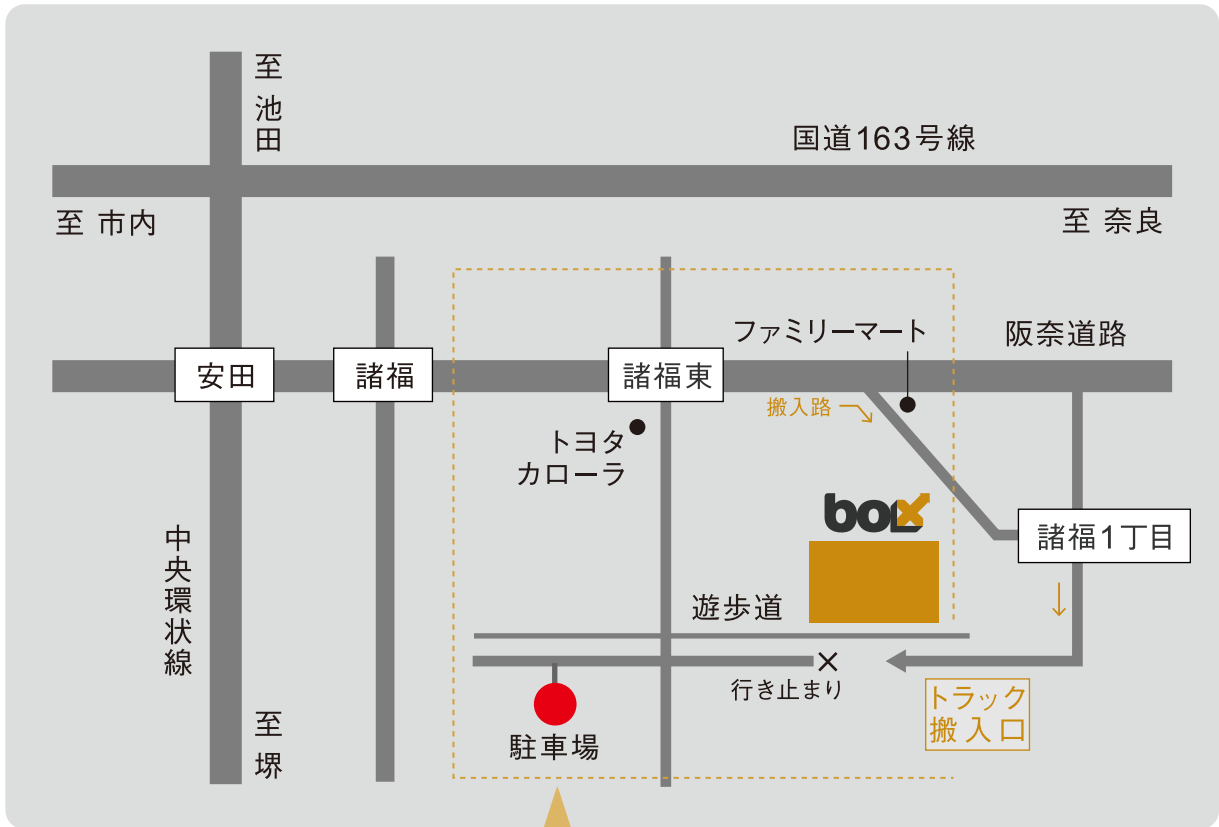 至 池田
国道163号線
至 市内
至 奈良
ファミリーマート
阪奈道路
安田
諸福
諸福東
搬入路
トヨタ
カローラ
box
諸福1丁目
中央環状線
遊歩道
行き止まり
トラック
搬入口
至 堺
駐車場